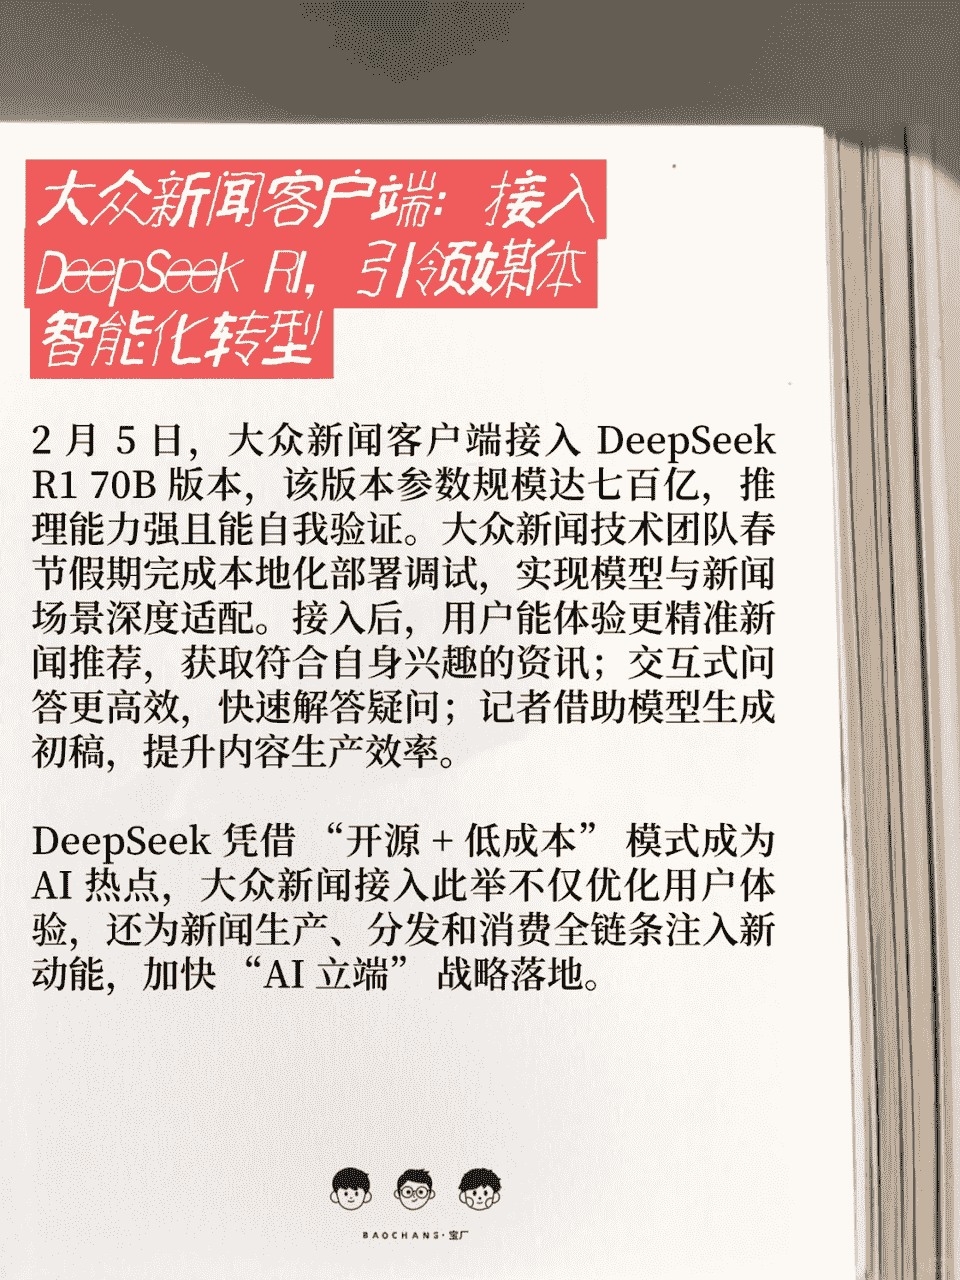 大众新闻客户端：接入
DeepSeek R1，引领媒体
智能化转型
2 月 5 日，大众新闻客户端接入 DeepSeek
R1 70B 版本，该版本参数规模达七百亿，推
理能力强且能自我验证。大众新闻技术团队春
节假期完成本地化部署调试，实现模型与新闻
场景深度适配。接入后，用户能体验更精准新
闻推荐，获取符合自身兴趣的资讯；交互式问
答更高效，快速解答疑问；记者借助模型生成
初稿，提升内容生产效率。
DeepSeek 凭借 “开源 + 低成本” 模式成为
AI 热点，大众新闻接入此举不仅优化用户体
验，还为新闻生产、分发和消费全链条注入新
动能，加快 “AI 立端” 战略落地。
BAOCHANG·宝厂